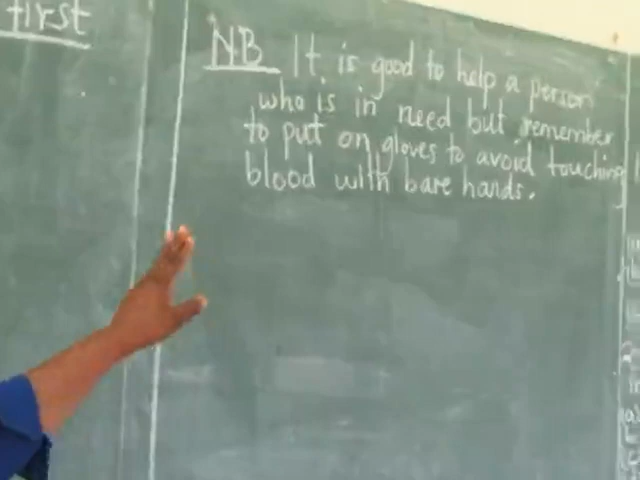 first
NB It is good to help a person
who is in need but remember
to put on gloves to avoid touching
blood with bare hands.